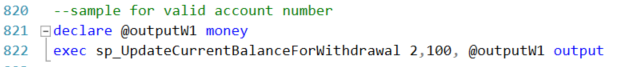 820 --sample for valid account number
821 declare @outputW1 money
822 exec sp_UpdateCurrentBalanceForWithdrawal 2,100, @outputW1 output